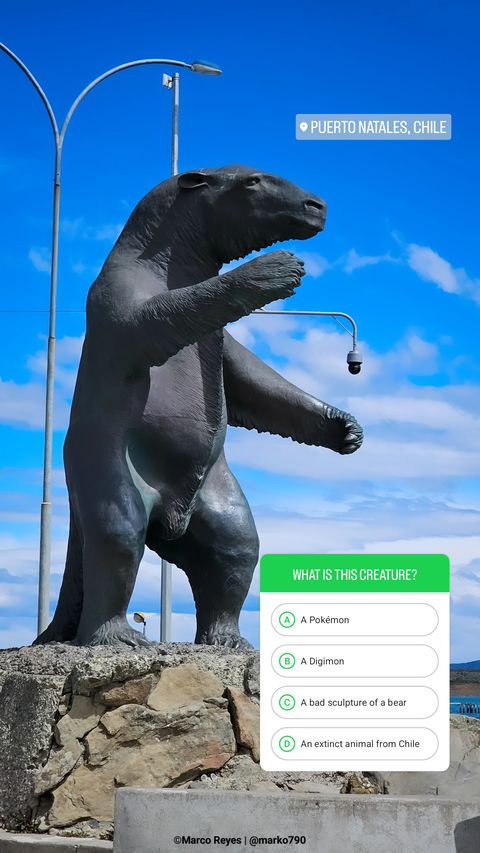 PUERTO NATALES, CHILE
WHAT IS THIS CREATURE?
A A Pokémon
B A Digimon
C A bad sculpture of a bear
D An extinct animal from Chile
©Marco Reyes | @marko790